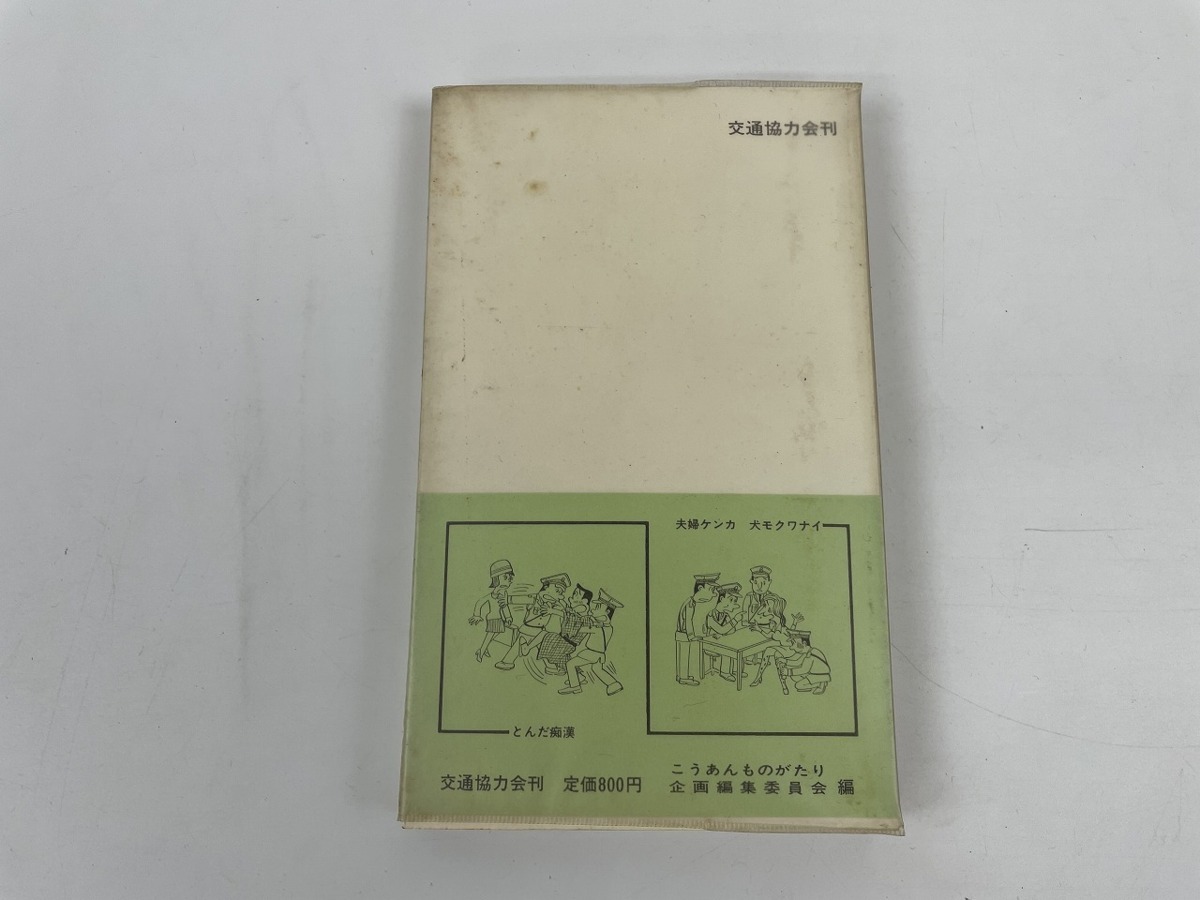 交通協力会刊
夫婦ケンカ 犬モクワナイ
とんだ痴漢
交通協力会刊 定価800円
こうあんものがたり
企画編集委員会 編